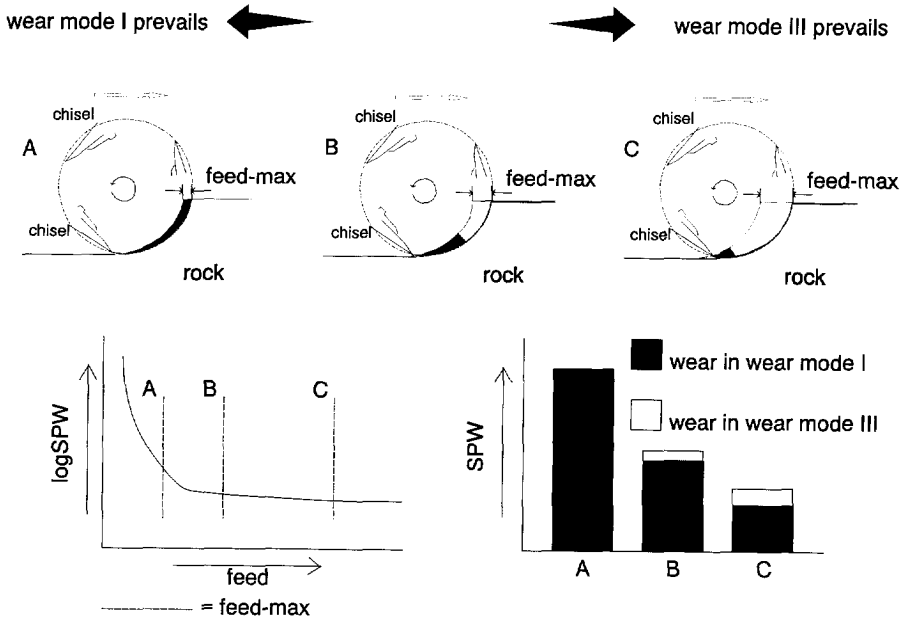 wear mode I prevails
wear mode III prevails
A
chisel
feed-max
chisel
rock
B
chisel
feed-max
chisel
rock
C
chisel
feed-max
chisel
rock
logSPW
A
B
C
feed
= feed-max
SPW
wear in wear mode I
wear in wear mode III
A
B
C